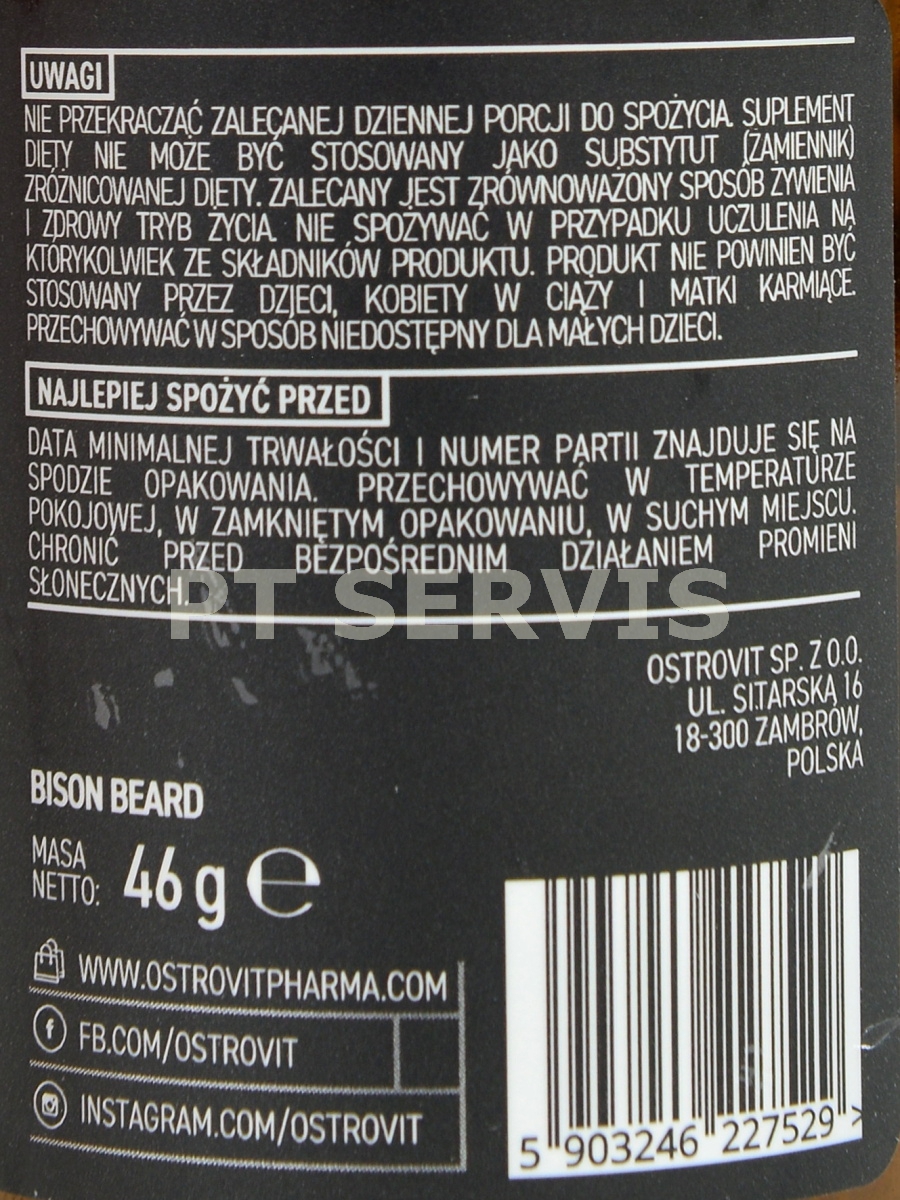 UWAGI
NIE PRZEKRACZAĆ ZALECANEJ DZIENNEJ PORCJI DO SPOŻYCIA. SUPLEMENT
DIETY NIE MOŻE BYĆ STOSOWANY JAKO SUBSTYTUT (ZAMIENNIK)
ZRÓŻNICOWANEJ DIETY. ZALECANY JEST ZRÓWNOWAŻONY SPOSÓB ŻYWIENIA
I ZDROWY TRYB ŻYCIA. NIE SPOŻYWAĆ W PRZYPADKU UCZULENIA NA
KTÓRYKOLWIEK ZE SKŁADNIKÓW PRODUKTU. PRODUKT NIE POWINIEN BYĆ
STOSOWANY PRZEZ DZIECI, KOBIETY W CIĄŻY I MATKI KARMIĄCE.
PRZECHOWYWAĆ W SPOSÓB NIEDOSTĘPNY DLA MAŁYCH DZIECI.
NAJLEPIEJ SPOŻYĆ PRZED
DATA MINIMALNEJ TRWAŁOŚCI I NUMER PARTII ZNAJDUJE SIĘ NA
SPODZIE OPAKOWANIA. PRZECHOWYWAĆ W TEMPERATURZE
POKOJOWEJ, W ZAMKNIĘTYM OPAKOWANIU, W SUCHYM MIEJSCU.
CHRONIĆ PRZED BEZPOŚREDNIM DZIAŁANIEM PROMIENI
SŁONECZNYCH.
PT SERVIS
OSTROVIT SP. Z O.O.
UL. SITARSKA 16
18-300 ZAMBRÓW,
POLSKA
BISON BEARD
MASA
NETTO: 46 g ℮
WWW.OSTROVITPHARMA.COM
FB.COM/OSTROVIT
INSTAGRAM.COM/OSTROVIT
5 903246 227529 >